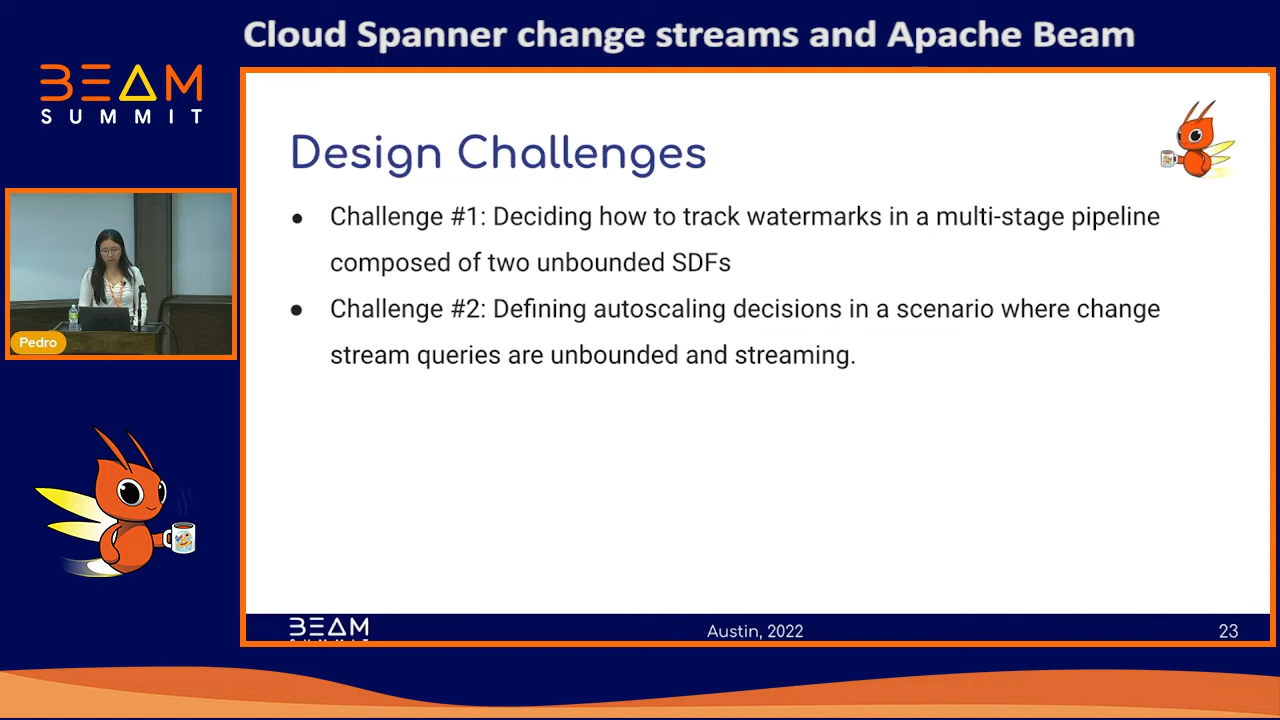 Cloud Spanner change streams and Apache Beam
BEAM
SUMMIT
Design Challenges
● Challenge #1: Deciding how to track watermarks in a multi-stage pipeline
composed of two unbounded SDFs
● Challenge #2: Defining autoscaling decisions in a scenario where change
stream queries are unbounded and streaming.
Pedro
BEAM
Austin, 2022
23